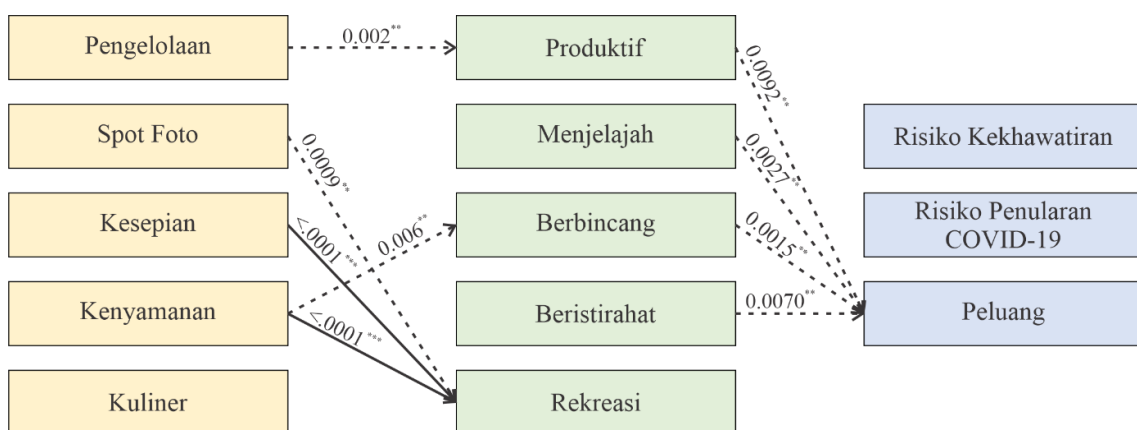 Pengelolaan
0.002**
Produktif
0.0092**
Spot Foto
0.0009**
Menjelajah
0.0027**
Risiko Kekhawatiran
Kesepian
<.0001***
0.006**
Berbincang
0.0015**
Risiko Penularan
COVID-19
Kenyamanan
<.0001***
Beristirahat
0.0070**
Peluang
Kuliner
Rekreasi